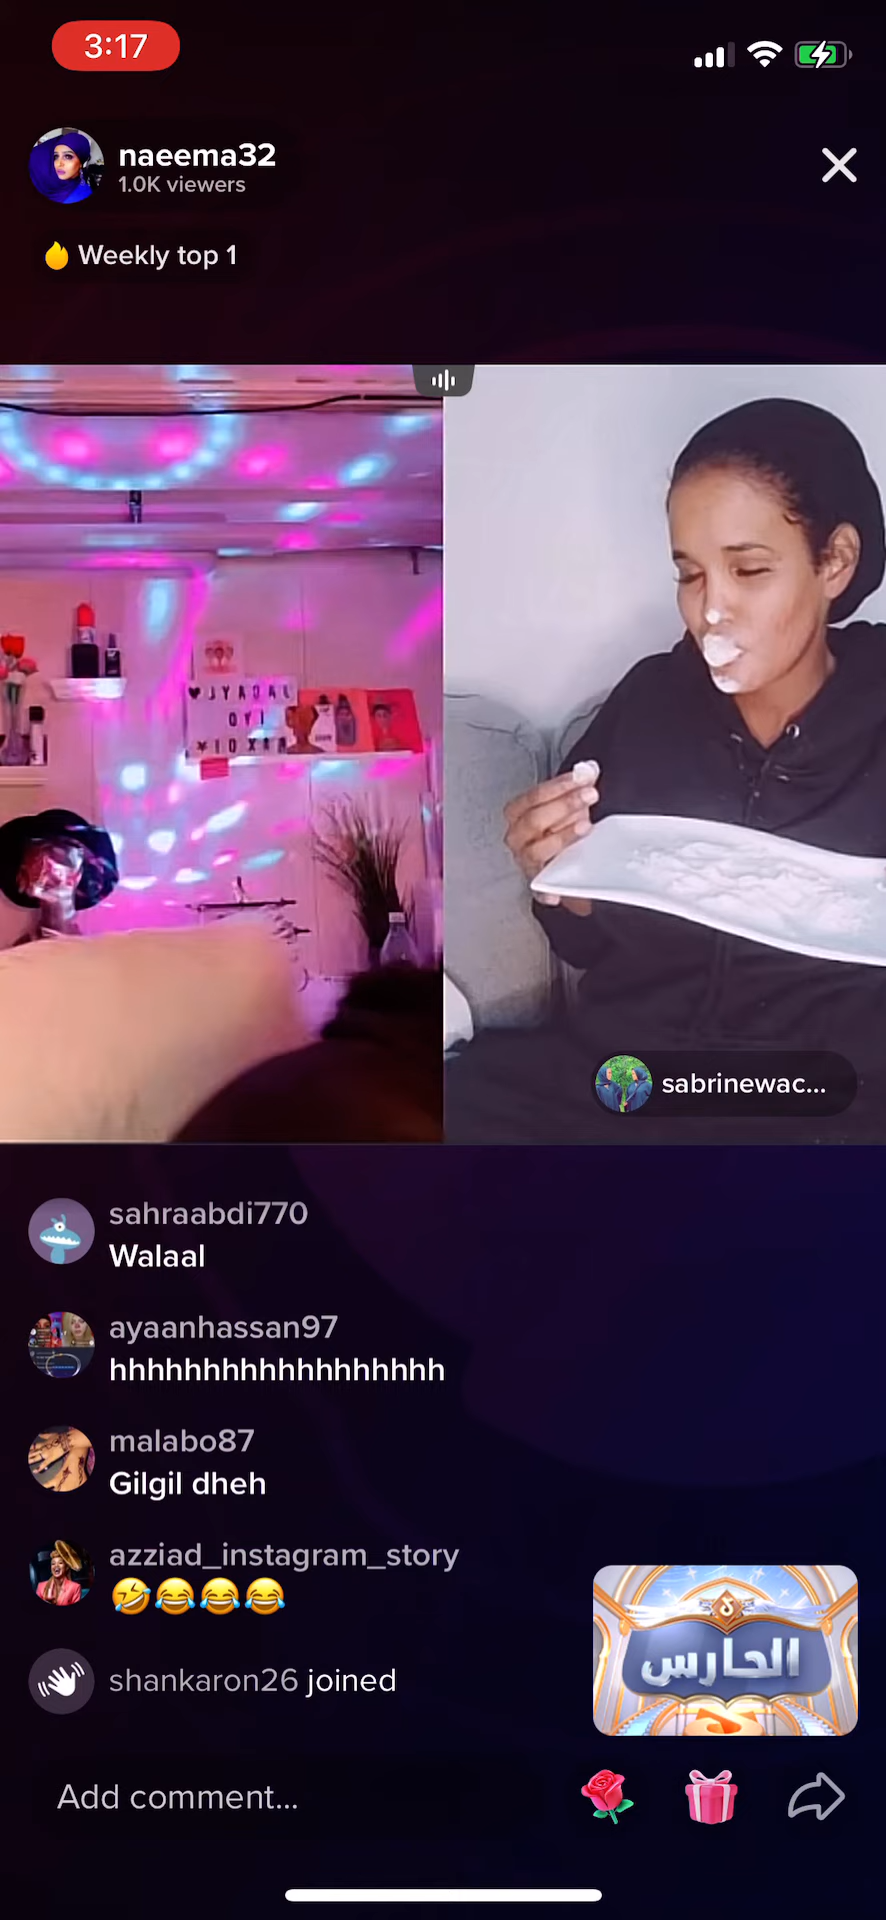 3:17
naeema32
1.0K viewers
Weekly top 1
sabrinewac...
sahraabdi770
Walaal
ayaanhassan97
hhhhhhhhhhhhhhhhhh
malabo87
Gilgil dheh
azziad_instagram_story
🤣😂😂😂
shankaron26 joined
الحارس
Add comment...